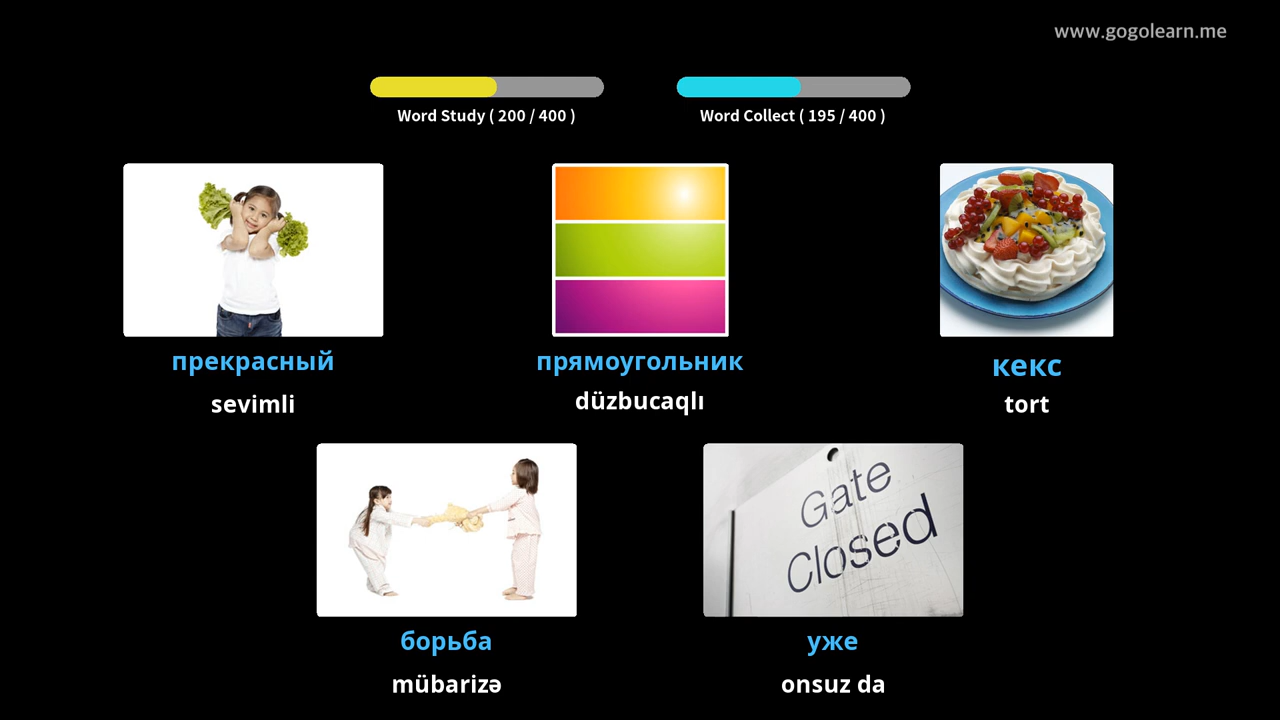 www.gogolearn.me
Word Study ( 200 / 400 )
Word Collect ( 195 / 400 )
прекрасный
sevimli
прямоугольник
düzbucaqlı
кекс
tort
Gate
Closed
борьба
mübarizə
уже
onsuz da